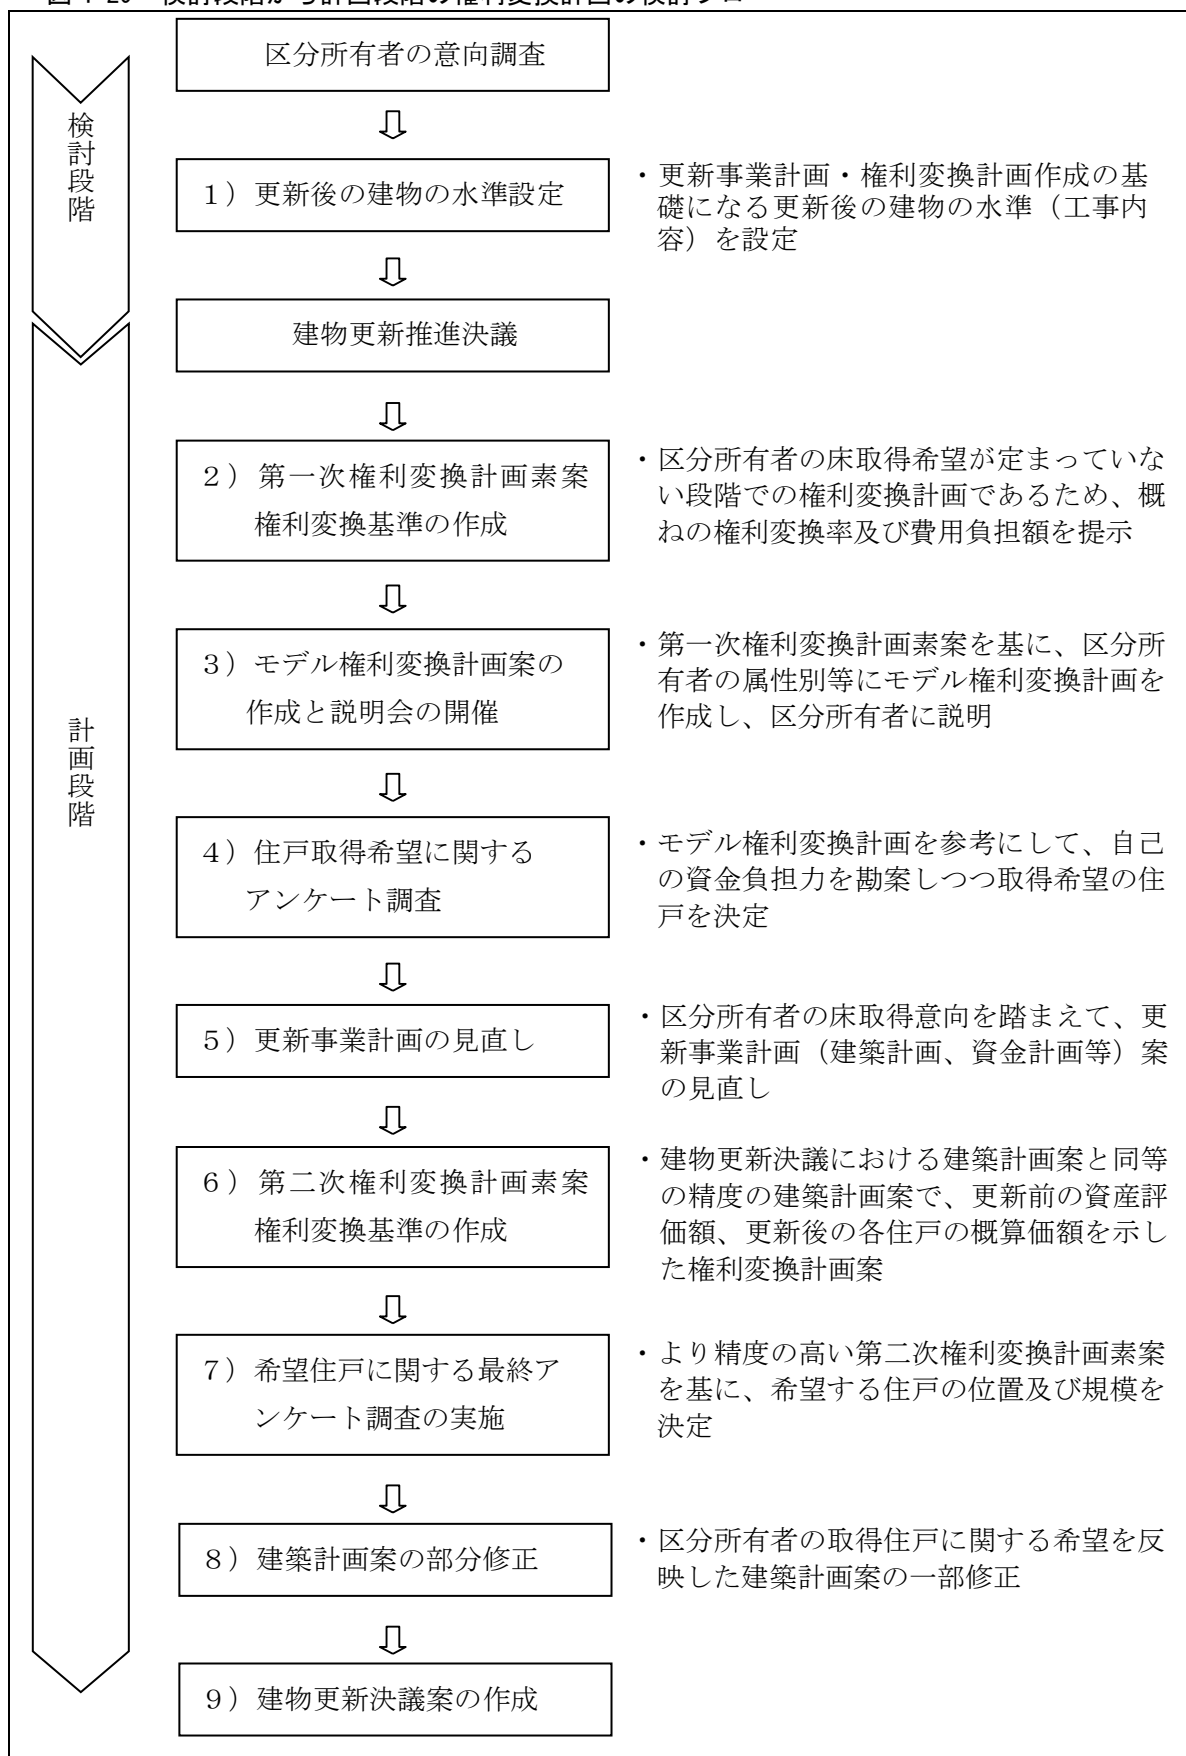 区分所有者の意向調査
検討段階
１）更新後の建物の水準設定
・更新事業計画・権利変換計画作成の基
礎になる更新後の建物の水準（工事内
容）を設定
建物更新推進決議
計画段階
２）第一次権利変換計画素案
権利変換基準の作成
・区分所有者の床取得希望が定まっていな
い段階での権利変換計画であるため、概
ねの権利変換率及び費用負担額を提示
３）モデル権利変換計画案の
作成と説明会の開催
・第一次権利変換計画素案を基に、区分所
有者の属性別等にモデル権利変換計画を
作成し、区分所有者に説明
４）住戸取得希望に関する
アンケート調査
・モデル権利変換計画を参考にして、自己
の資金負担力を勘案しつつ取得希望の住
戸を決定
５）更新事業計画の見直し
・区分所有者の床取得意向を踏まえて、更
新事業計画（建築計画、資金計画等）案
の見直し
６）第二次権利変換計画素案
権利変換基準の作成
・建物更新決議における建築計画案と同等
の精度の建築計画案で、更新前の資産評
価額、更新後の各住戸の概算価額を示し
た権利変換計画案
７）希望住戸に関する最終ア
ンケート調査の実施
・より精度の高い第二次権利変換計画素案
を基に、希望する住戸の位置及び規模を
決定
８）建築計画案の部分修正
・区分所有者の取得住戸に関する希望を反
映した建築計画案の一部修正
９）建物更新決議案の作成